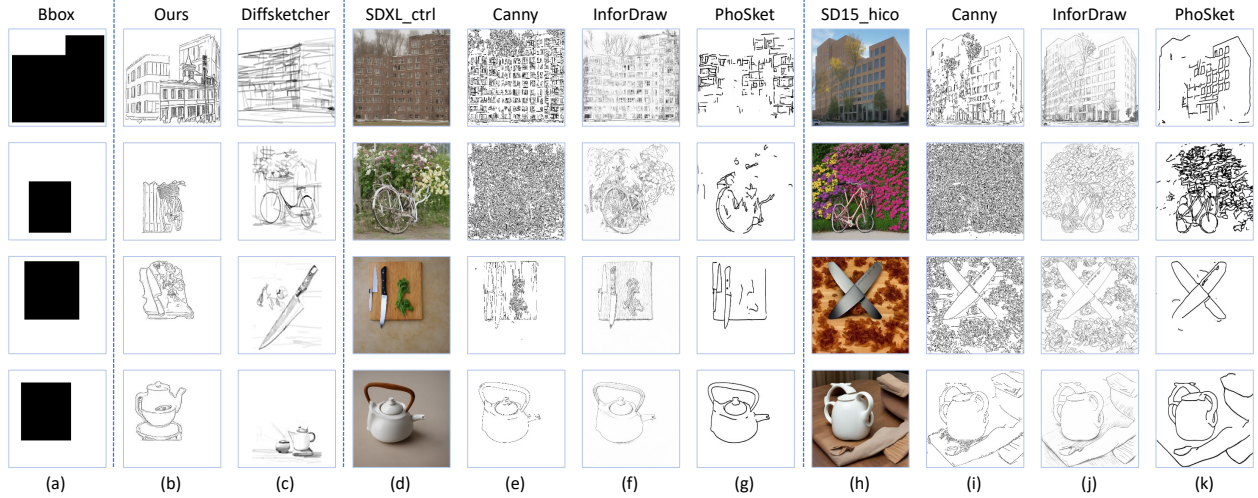 Bbox Ours Diffsketcher SDXL_ctrl Canny InforDraw PhoSket SD15_hico Canny InforDraw PhoSket
(a) (b) (c) (d) (e) (f) (g) (h) (i) (j) (k)